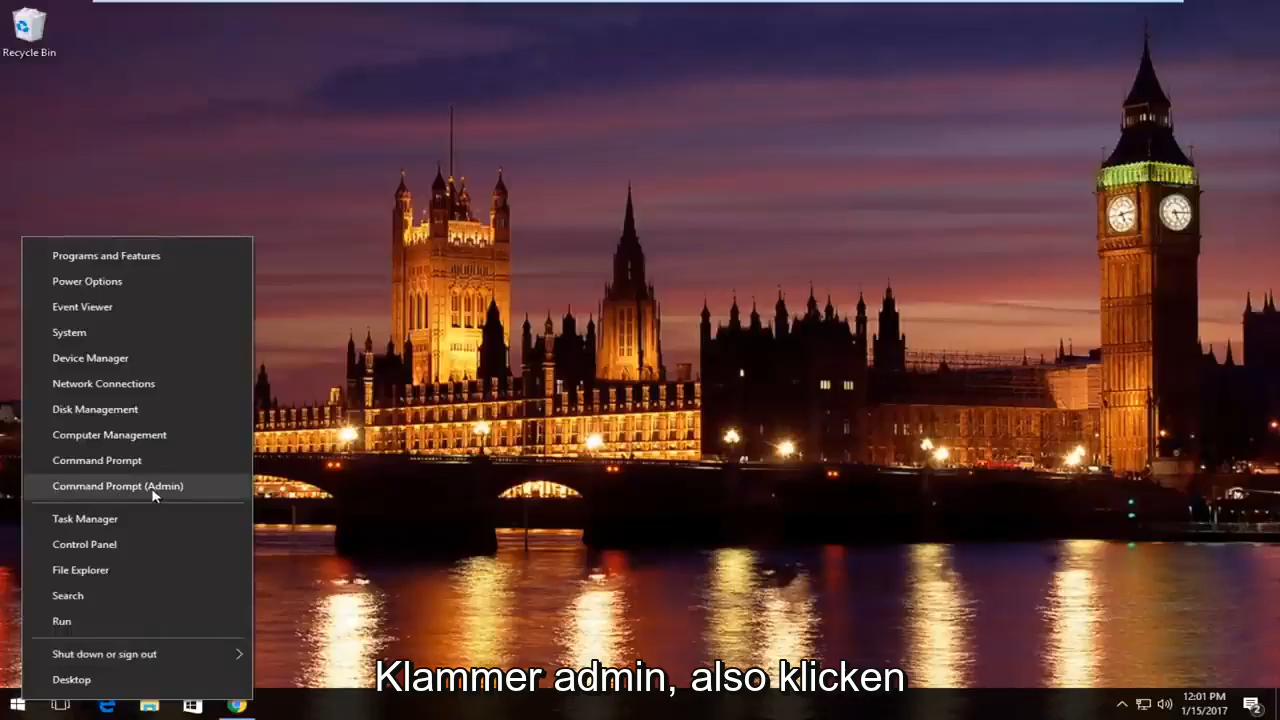 Recycle Bin
Programs and Features
Power Options
Event Viewer
System
Device Manager
Network Connections
Disk Management
Computer Management
Command Prompt
Command Prompt (Admin)
Task Manager
Control Panel
File Explorer
Search
Run
Shut down or sign out
Desktop
Klammer admin, also klicken
12:01 PM
1/15/2017
2